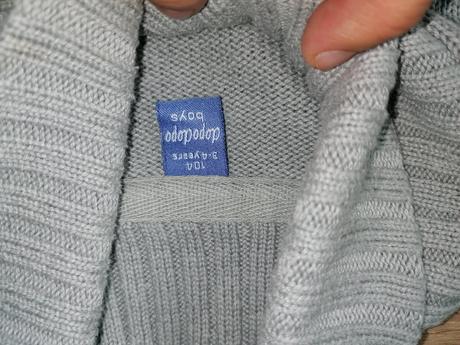 dopodopo
boys
3-4 years
104